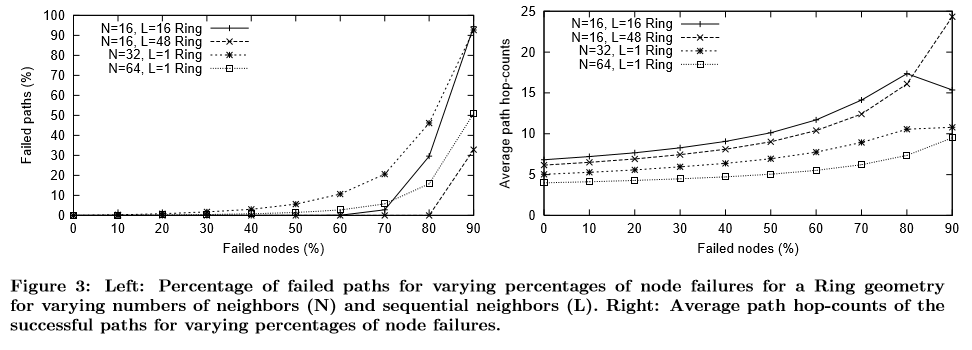 N=16, L=16 Ring
N=16, L=48 Ring
N=32, L=1 Ring
N=64, L=1 Ring
Failed paths (%)
100
90
80
70
60
50
40
30
20
10
0
0 10 20 30 40 50 60 70 80 90
Failed nodes (%)
N=16, L=16 Ring
N=16, L=48 Ring
N=32, L=1 Ring
N=64, L=1 Ring
Average path hop-counts
25
20
15
10
5
0
0 10 20 30 40 50 60 70 80 90
Failed nodes (%)
Figure 3: Left: Percentage of failed paths for varying percentages of node failures for a Ring geometry
for varying numbers of neighbors (N) and sequential neighbors (L). Right: Average path hop-counts of the
successful paths for varying percentages of node failures.